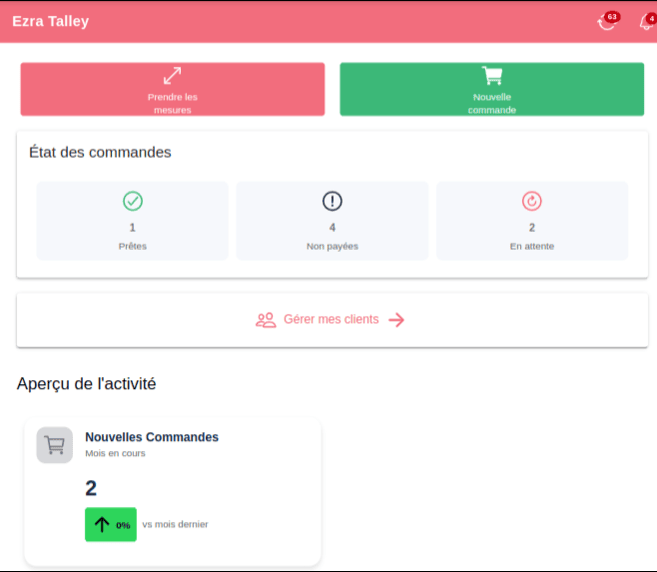 Ezra Talley
63
4
Prendre les
mesures
Nouvelle
commande
État des commandes
1
Prêtes
4
Non payées
2
En attente
Gérer mes clients
Aperçu de l'activité
Nouvelles Commandes
Mois en cours
2
0% vs mois dernier